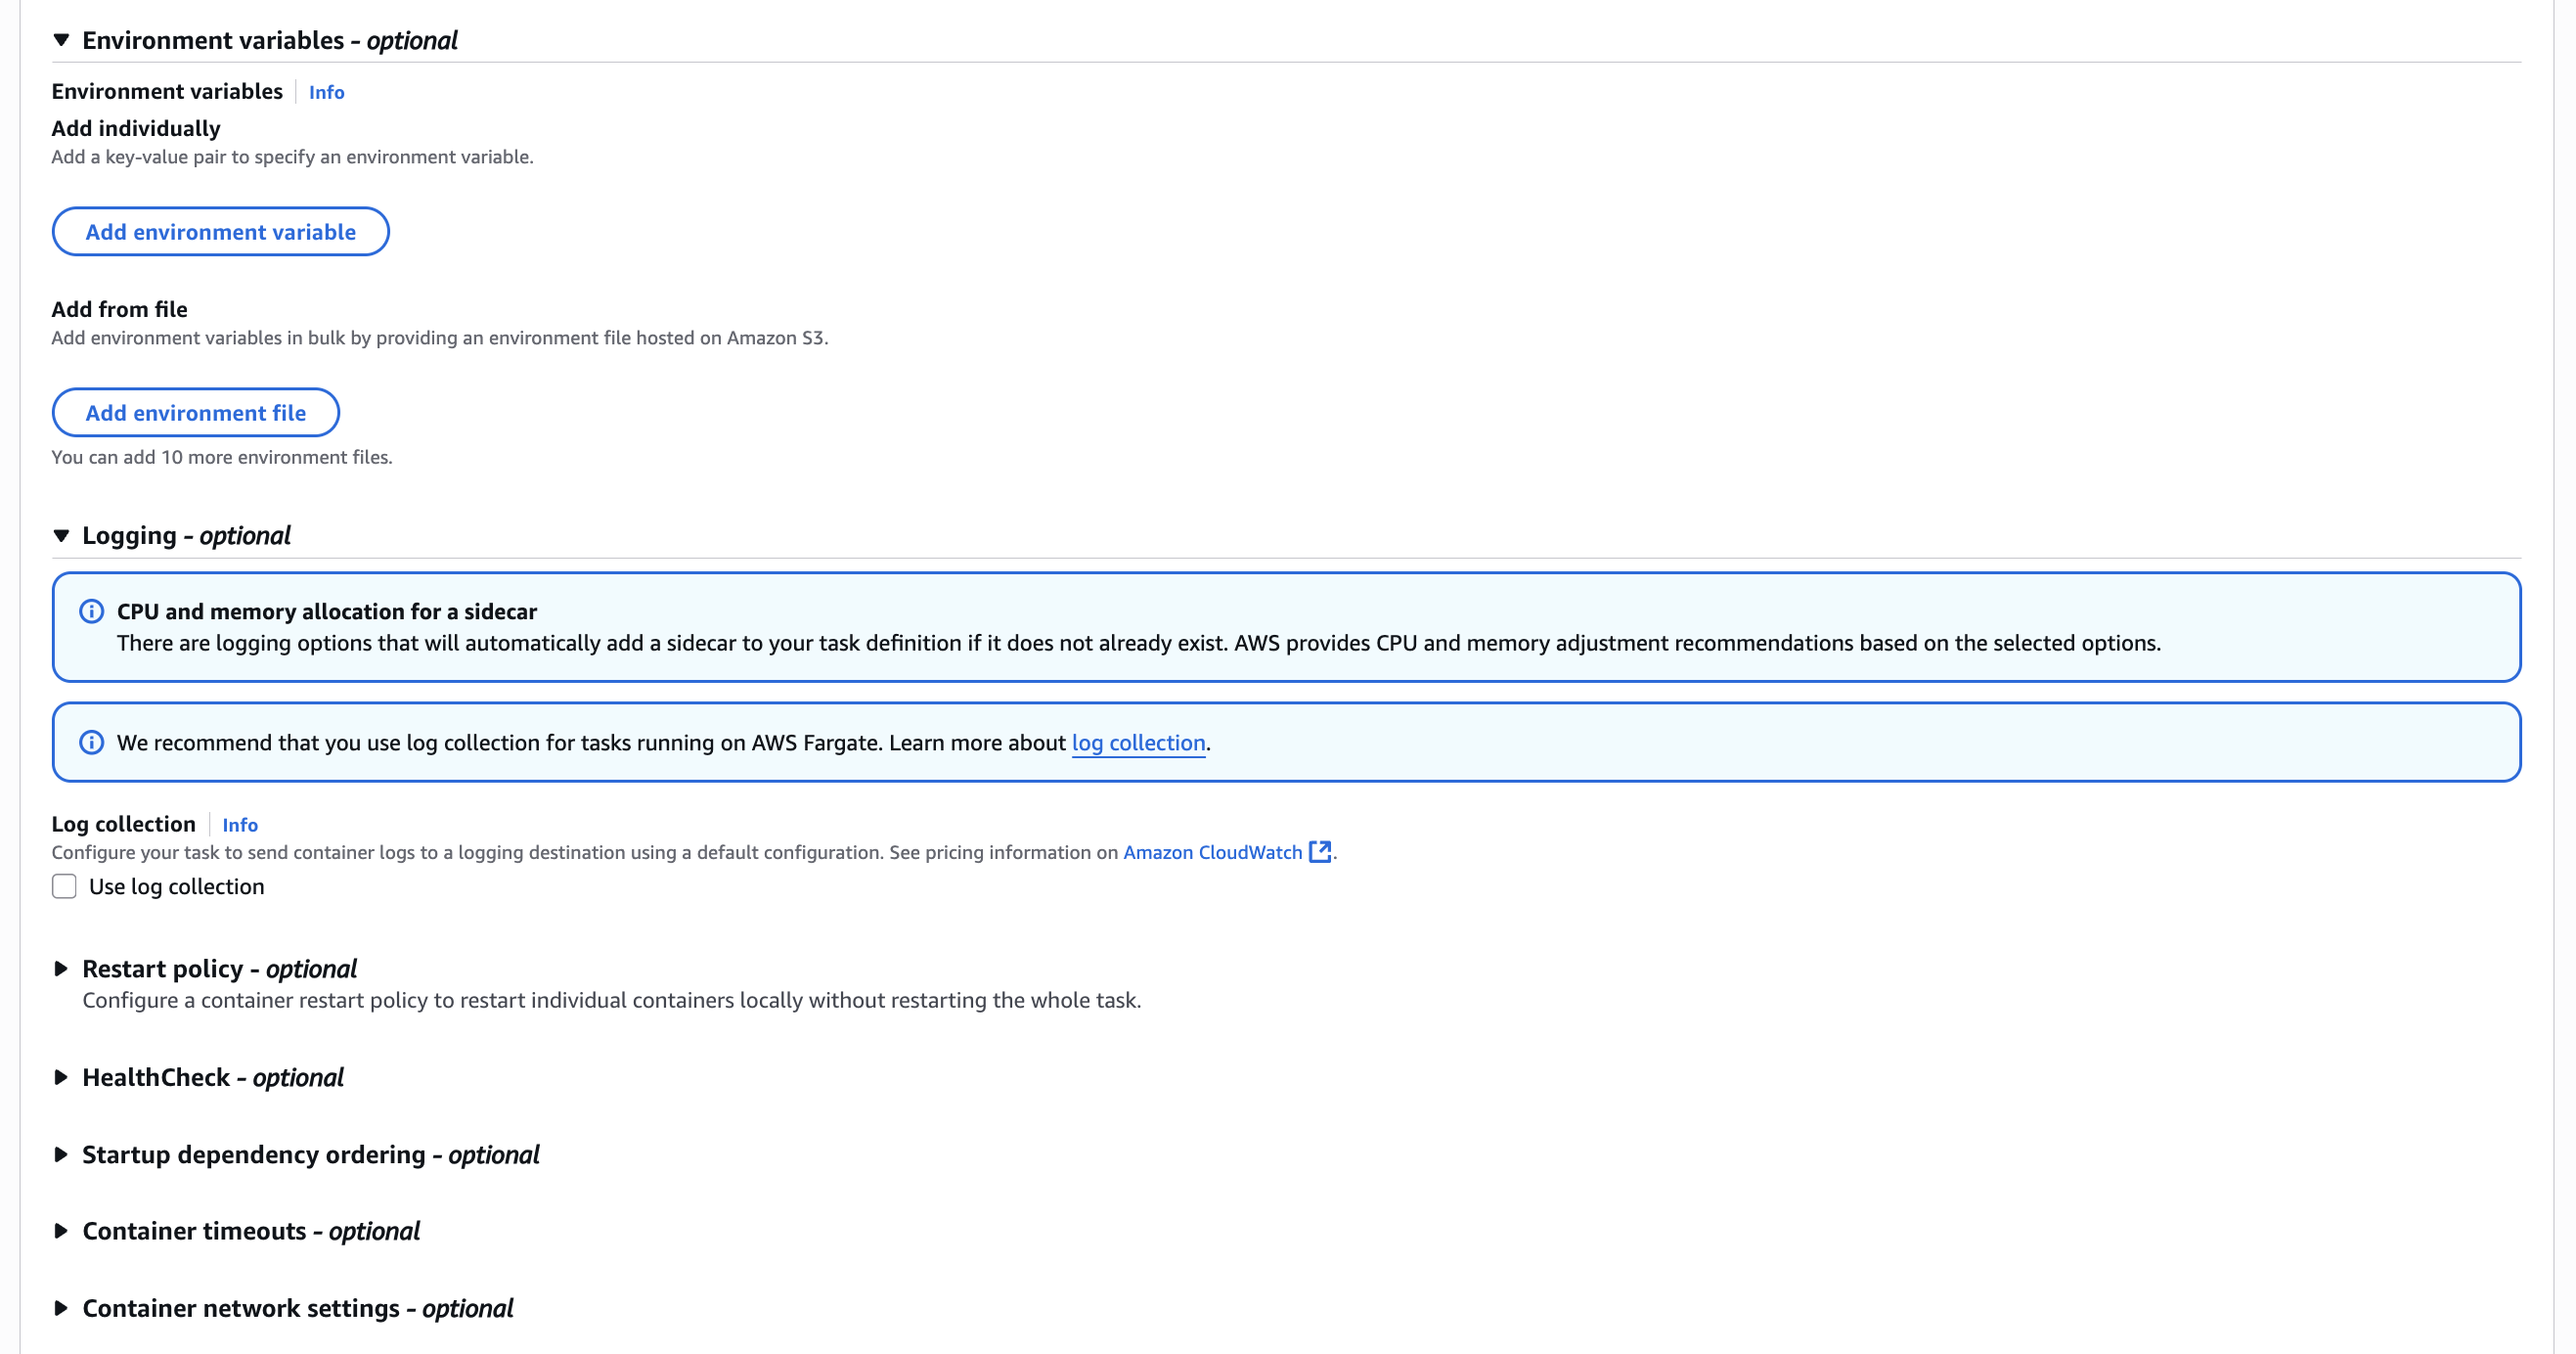 Environment variables - optional
Environment variables Info
Add individually
Add a key-value pair to specify an environment variable.
Add environment variable
Add from file
Add environment variables in bulk by providing an environment file hosted on Amazon S3.
Add environment file
You can add 10 more environment files.
Logging - optional
CPU and memory allocation for a sidecar
There are logging options that will automatically add a sidecar to your task definition if it does not already exist. AWS provides CPU and memory adjustment recommendations based on the selected options.
We recommend that you use log collection for tasks running on AWS Fargate. Learn more about log collection.
Log collection Info
Configure your task to send container logs to a logging destination using a default configuration. See pricing information on Amazon CloudWatch.
Use log collection
Restart policy - optional
Configure a container restart policy to restart individual containers locally without restarting the whole task.
HealthCheck - optional
Startup dependency ordering - optional
Container timeouts - optional
Container network settings - optional